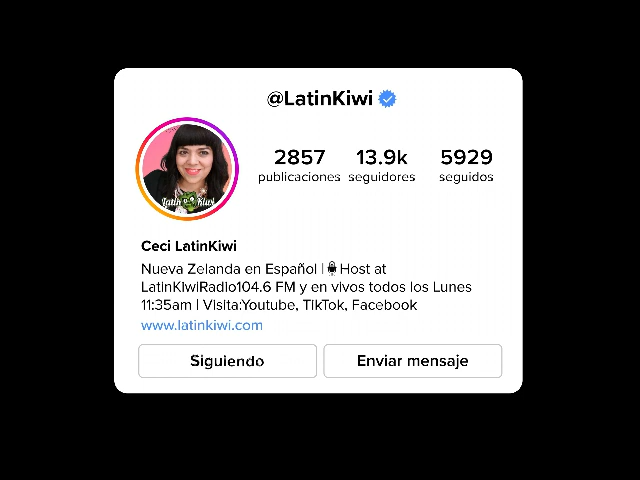 @LatinKiwi
2857 13.9k 5929
publicaciones seguidores seguidos
Latin Kiwi
Ceci LatinKiwi
Nueva Zelanda en Español | Host at
LatinKiwiRadio104.6 FM y en vivos todos los Lunes
11:35am | Visita:Youtube, TikTok, Facebook
www.latinkiwi.com
Siguiendo Enviar mensaje